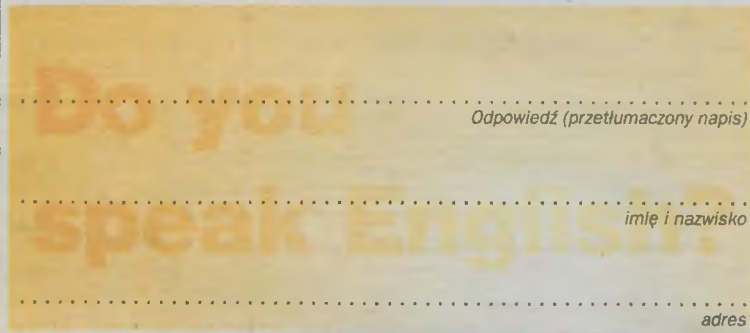 Do you
Odpowiedź (przetłumaczony napis)
speak English?
imię i nazwisko
adres